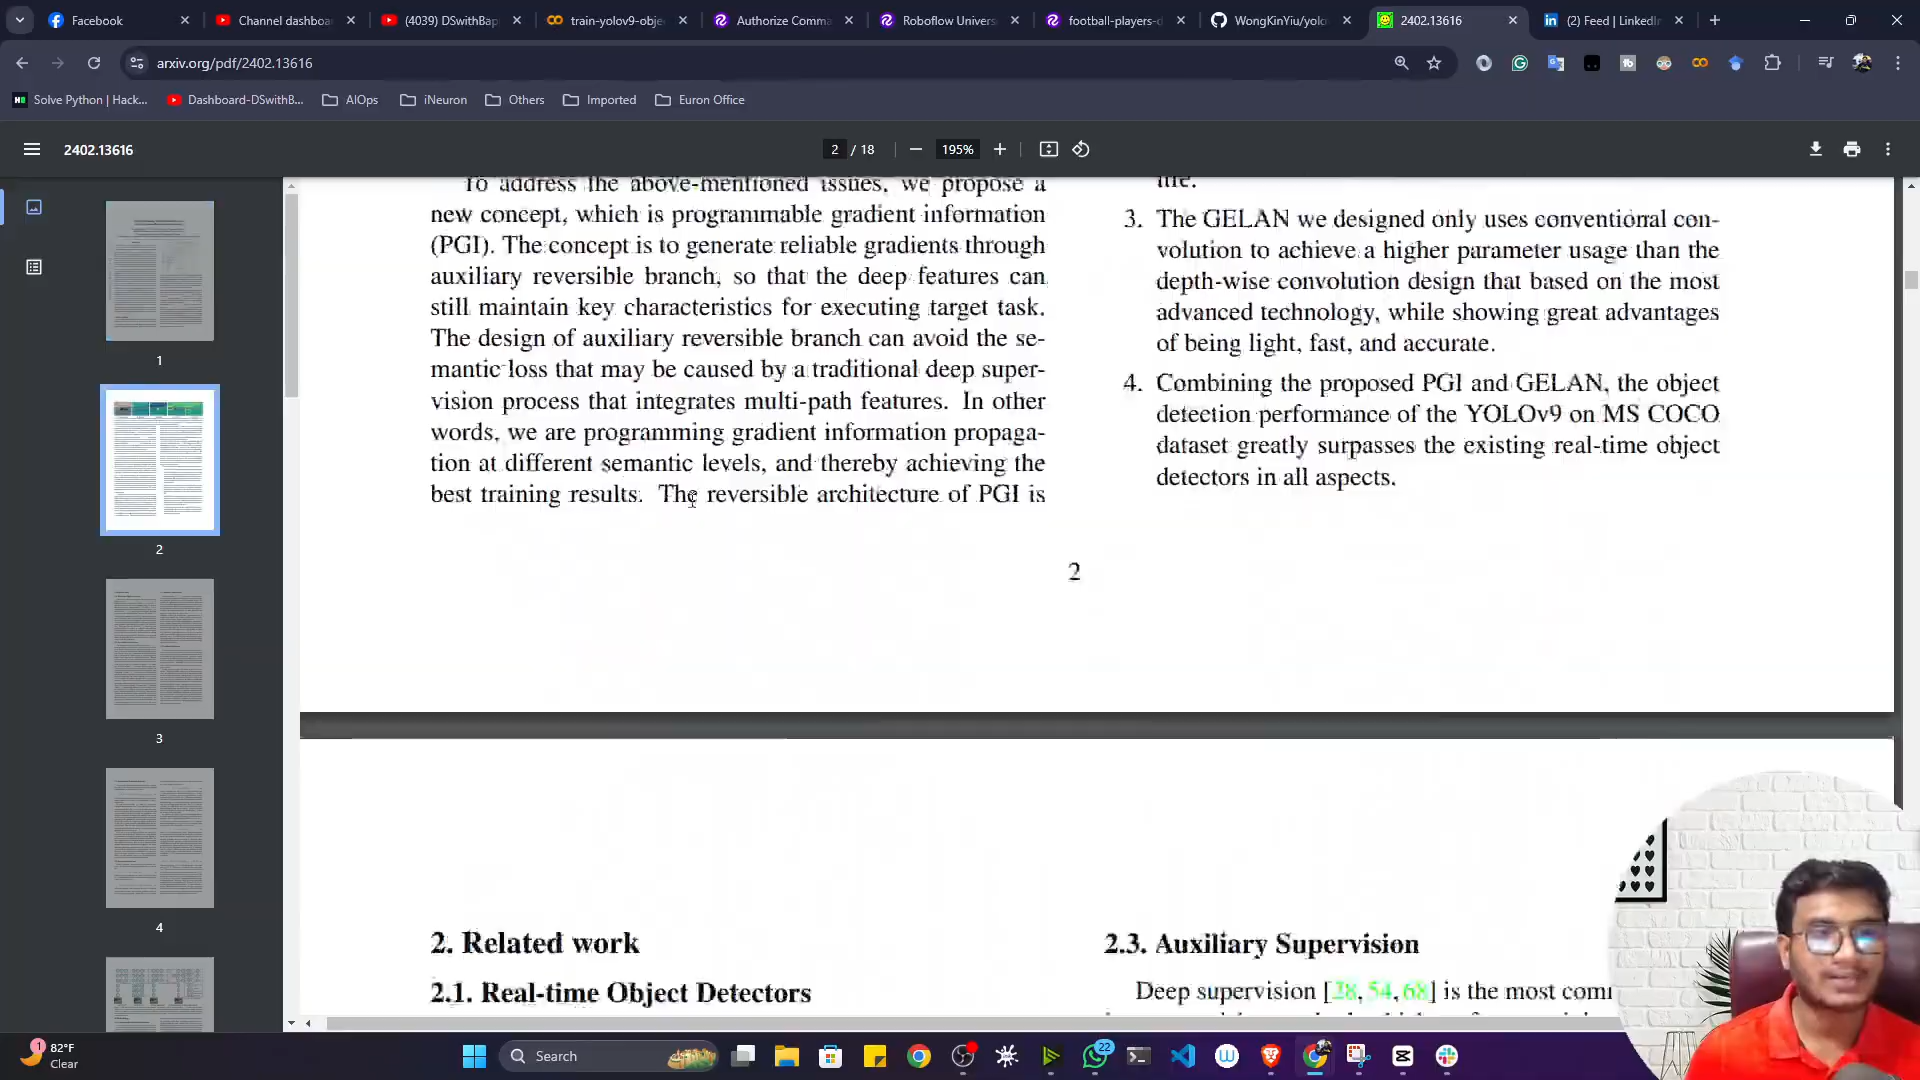 Facebook
Channel dashboa
(4039) DSwithBap
train-yolov9-obje
Authorize Comma
Roboflow Univers
football-players-d
WongKinYiu/yolo
2402.13616
(2) Feed | LinkedIn
arxiv.org/pdf/2402.13616
Solve Python | Hack...
Dashboard-DSwithB...
AIOps
iNeuron
Others
Imported
Euron Office
2402.13616
2 / 18
195%
1
2
3
4
To address the above-mentioned issues, we propose a
new concept, which is programmable gradient information
(PGI). The concept is to generate reliable gradients through
auxiliary reversible branch, so that the deep features can
still maintain key characteristics for executing target task.
The design of auxiliary reversible branch can avoid the se-
mantic loss that may be caused by a traditional deep super-
vision process that integrates multi-path features. In other
words, we are programming gradient information propaga-
tion at different semantic levels, and thereby achieving the
best training results. The reversible architecture of PGI is
me.
3. The GELAN we designed only uses conventional con-
volution to achieve a higher parameter usage than the
depth-wise convolution design that based on the most
advanced technology, while showing great advantages
of being light, fast, and accurate.
4. Combining the proposed PGI and GELAN, the object
detection performance of the YOLOv9 on MS COCO
dataset greatly surpasses the existing real-time object
detectors in all aspects.
2
2. Related work
2.1. Real-time Object Detectors
2.3. Auxiliary Supervision
Deep supervision [28, 54, 68] is the most com
1
82°F
Clear
Search
22